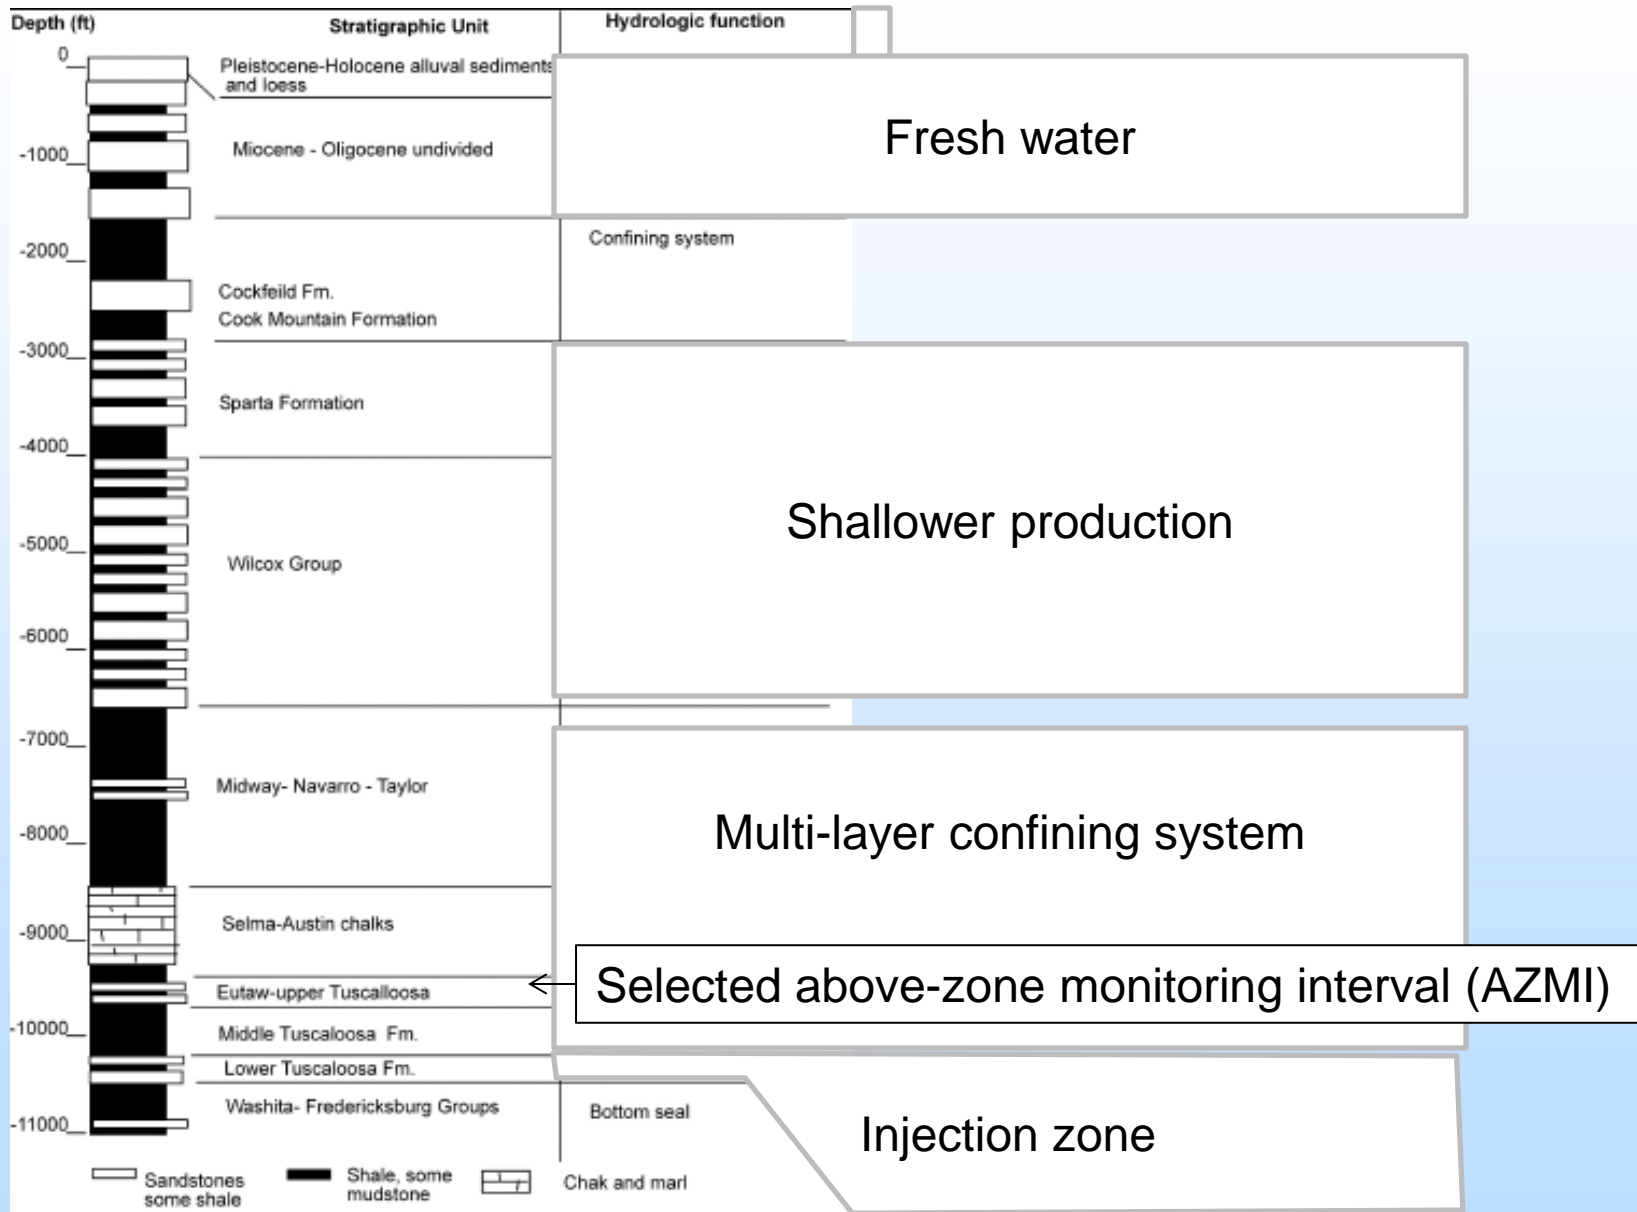 Depth (ft)
Stratigraphic Unit
Hydrologic function
0
Pleistocene-Holocene alluval sediments
and loess
Fresh water
-1000
Miocene - Oligocene undivided
-2000
Confining system
Cockfeild Fm.
Cook Mountain Formation
-3000
Sparta Formation
-4000
Shallower production
-5000
Wilcox Group
-6000
-7000
Midway- Navarro - Taylor
-8000
Multi-layer confining system
Selma-Austin chalks
-9000
Selected above-zone monitoring interval (AZMI)
Eutaw-upper Tuscalloosa
-10000
Middle Tuscaloosa Fm.
Lower Tuscaloosa Fm.
Washita- Fredericksburg Groups
Bottom seal
-11000
Injection zone
Sandstones
some shale
Shale, some
mudstone
Chak and marl